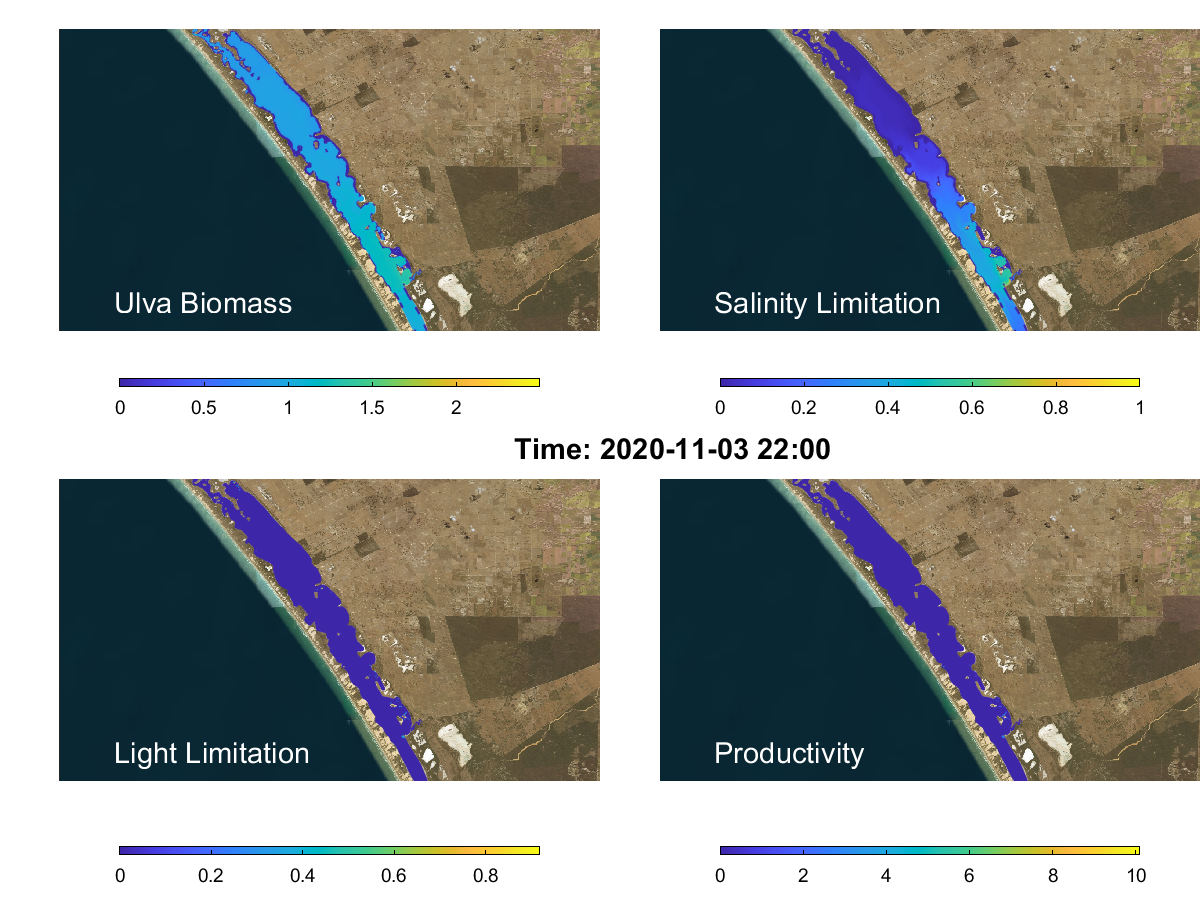 Ulva Biomass
Salinity Limitation
0 0.5 1 1.5 2
0 0.2 0.4 0.6 0.8 1
Time: 2020-11-03 22:00
Light Limitation
Productivity
0 0.2 0.4 0.6 0.8
0 2 4 6 8 10